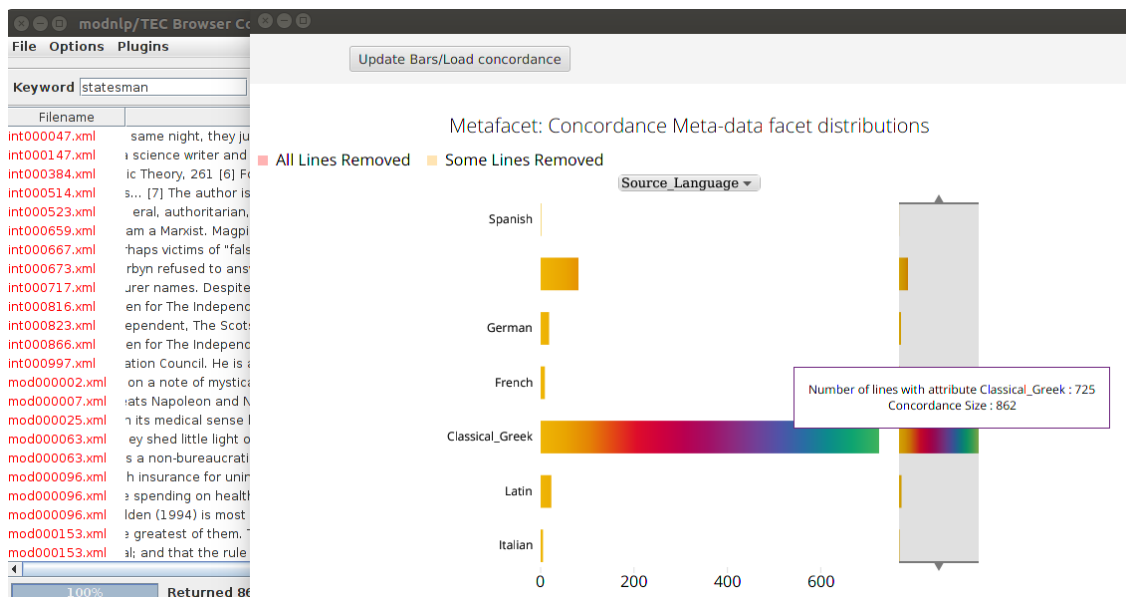 modnlp/TEC Browser Co
File Options Plugins
Keyword statesman
Filename
int000047.xml same night, they ju
int000147.xml a science writer and
int000384.xml ic Theory, 261 [6] Fo
int000514.xml s... [7] The author is
int000523.xml eral, authoritarian,
int000659.xml am a Marxist. Magpi
int000667.xml rhaps victims of "fals
int000673.xml rbyn refused to ans
int000717.xml urer names. Despite
int000816.xml en for The Independ
int000823.xml ependent, The Scots
int000866.xml en for The Independ
int000997.xml ation Council. He is a
mod000002.xml on a note of mystica
mod000007.xml eats Napoleon and N
mod000025.xml n its medical sense
mod000063.xml ey shed little light o
mod000063.xml s a non-bureaucrati
mod000096.xml h insurance for unin
mod000096.xml e spending on health
mod000096.xml lden (1994) is most
mod000153.xml e greatest of them.
mod000153.xml al; and that the rule
100% Returned 86
Update Bars/Load concordance
Metafacet: Concordance Meta-data facet distributions
All Lines Removed Some Lines Removed
Source_Language
Spanish
German
French
Classical_Greek
Latin
Italian
0 200 400 600
Number of lines with attribute Classical_Greek : 725
Concordance Size : 862